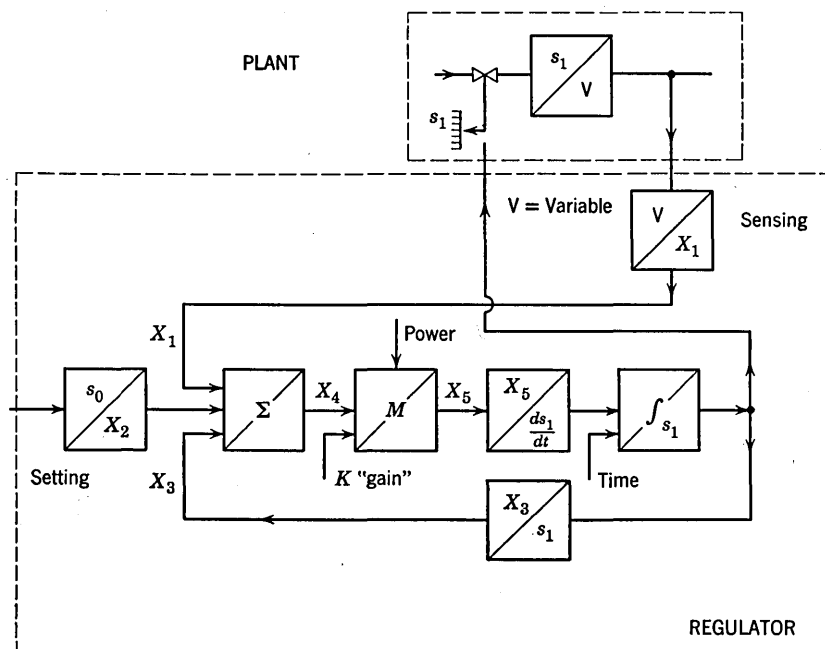 PLANT
s₁
V
s₁
V = Variable
V
X₁
Sensing
X₁
Power
s₀
X₂
Σ
X₄
M
X₅
X₅
ds₁
dt
∫ s₁
Setting
X₃
K “gain”
Time
X₃
s₁
REGULATOR